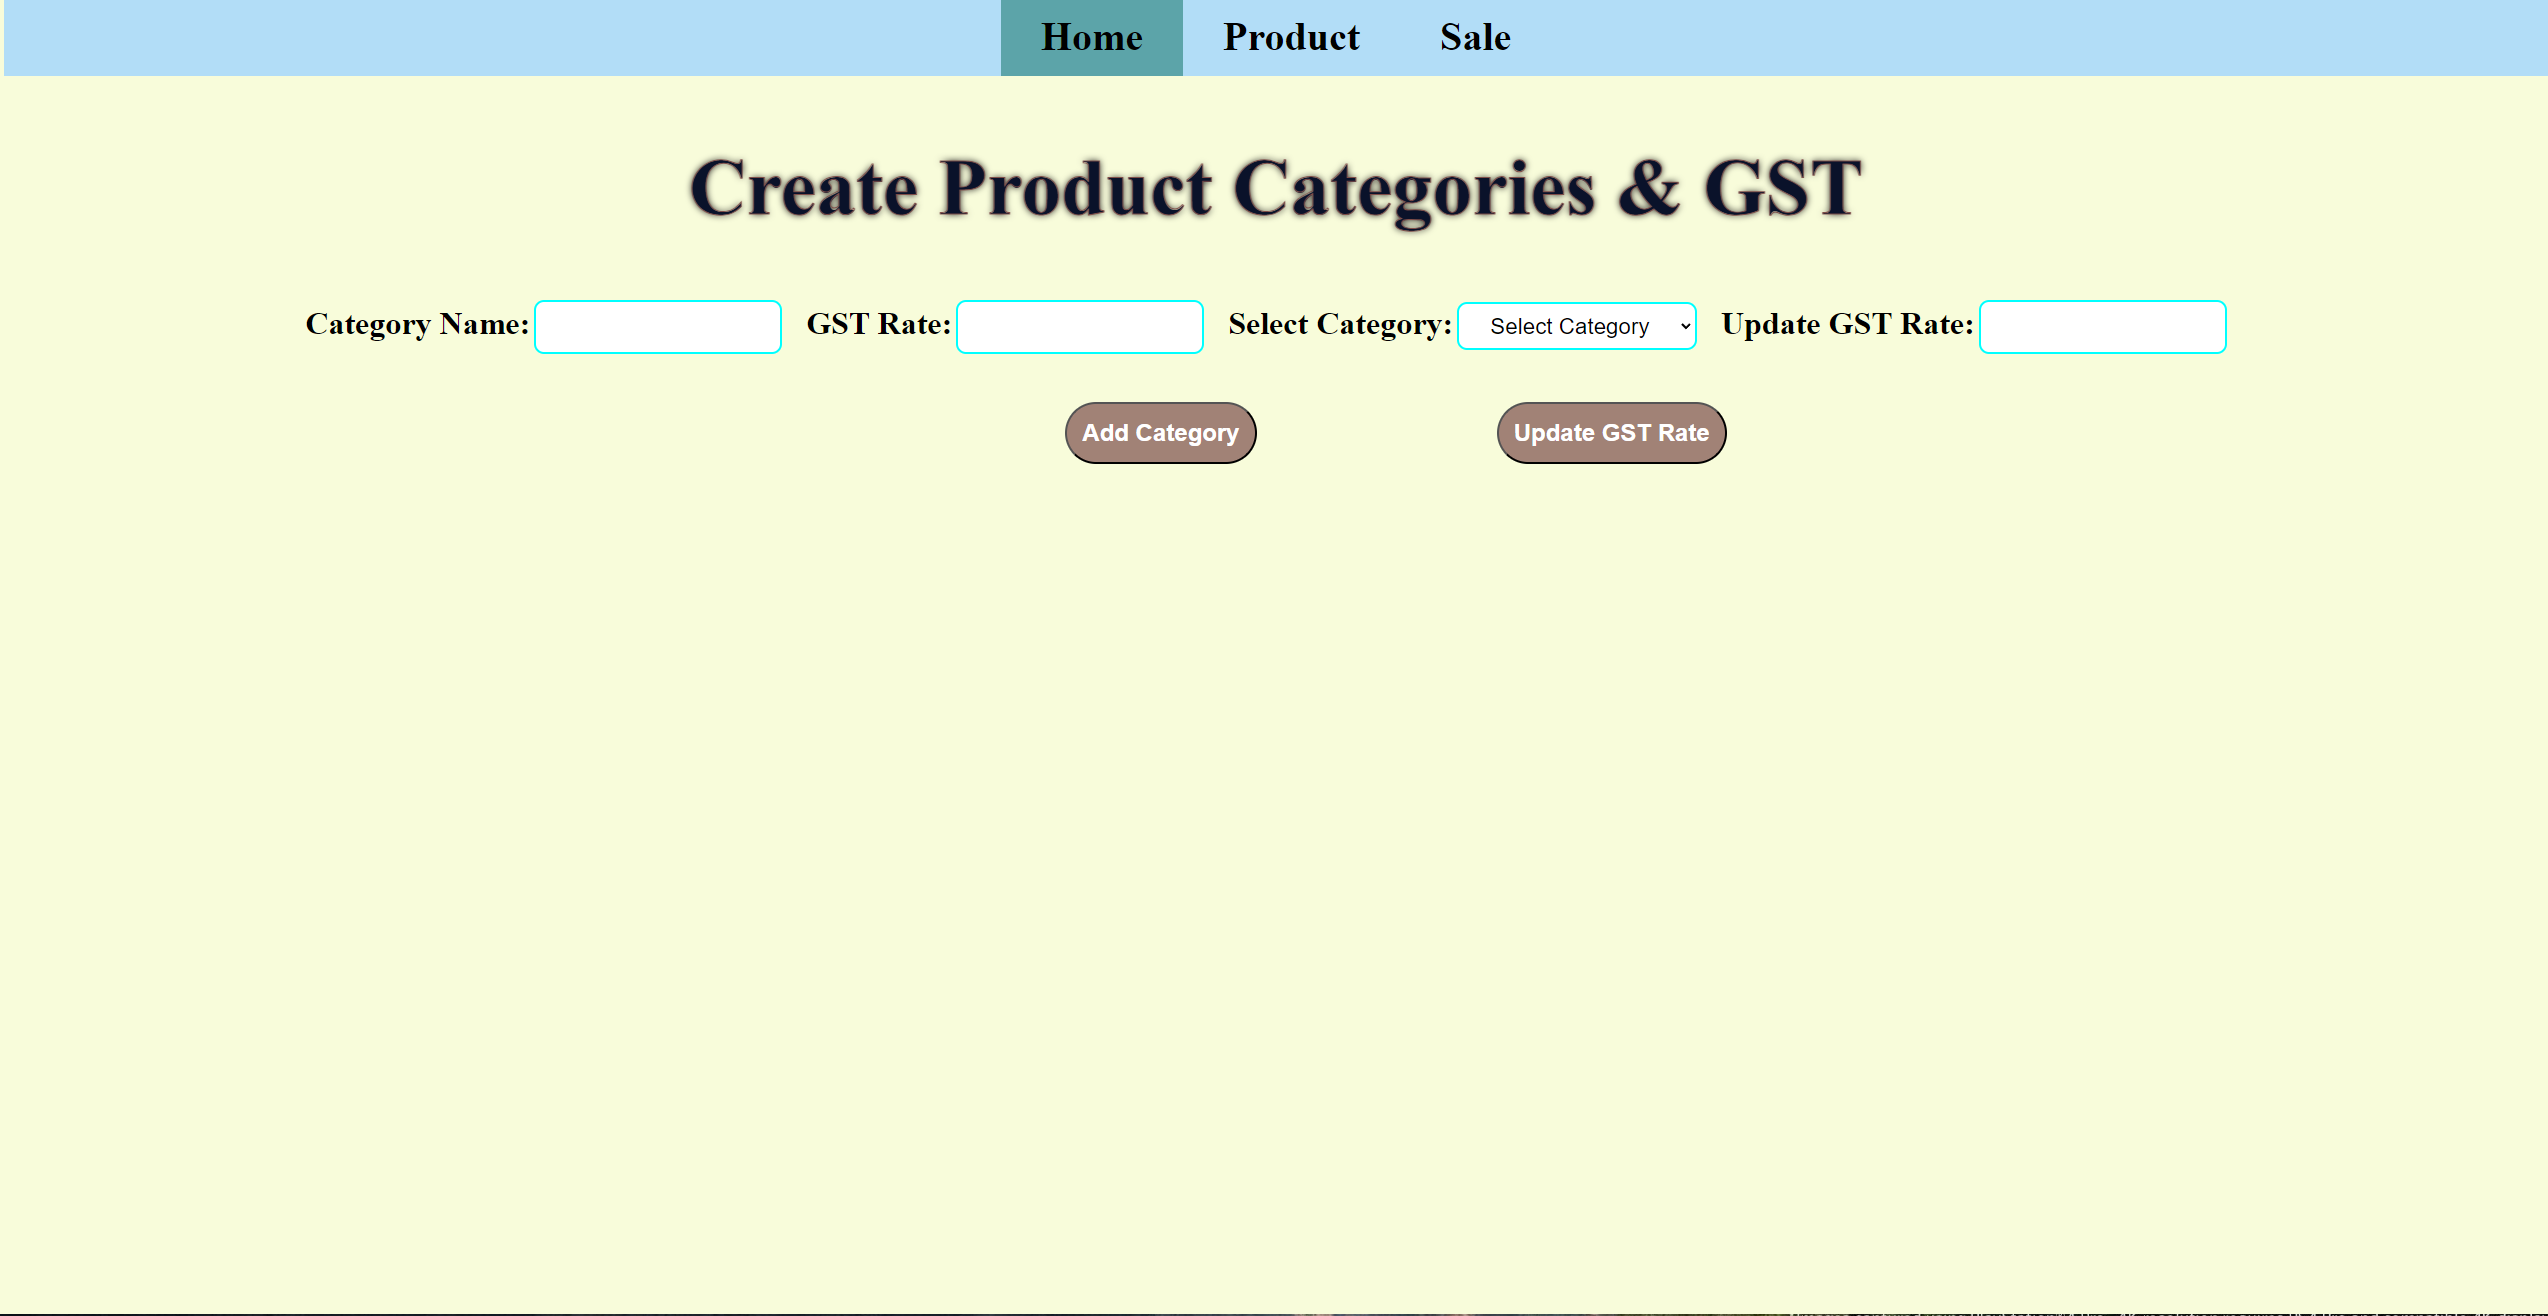 Home Product Sale
Create Product Categories & GST
Category Name: GST Rate: Select Category: Select Category Update GST Rate:
Add Category Update GST Rate